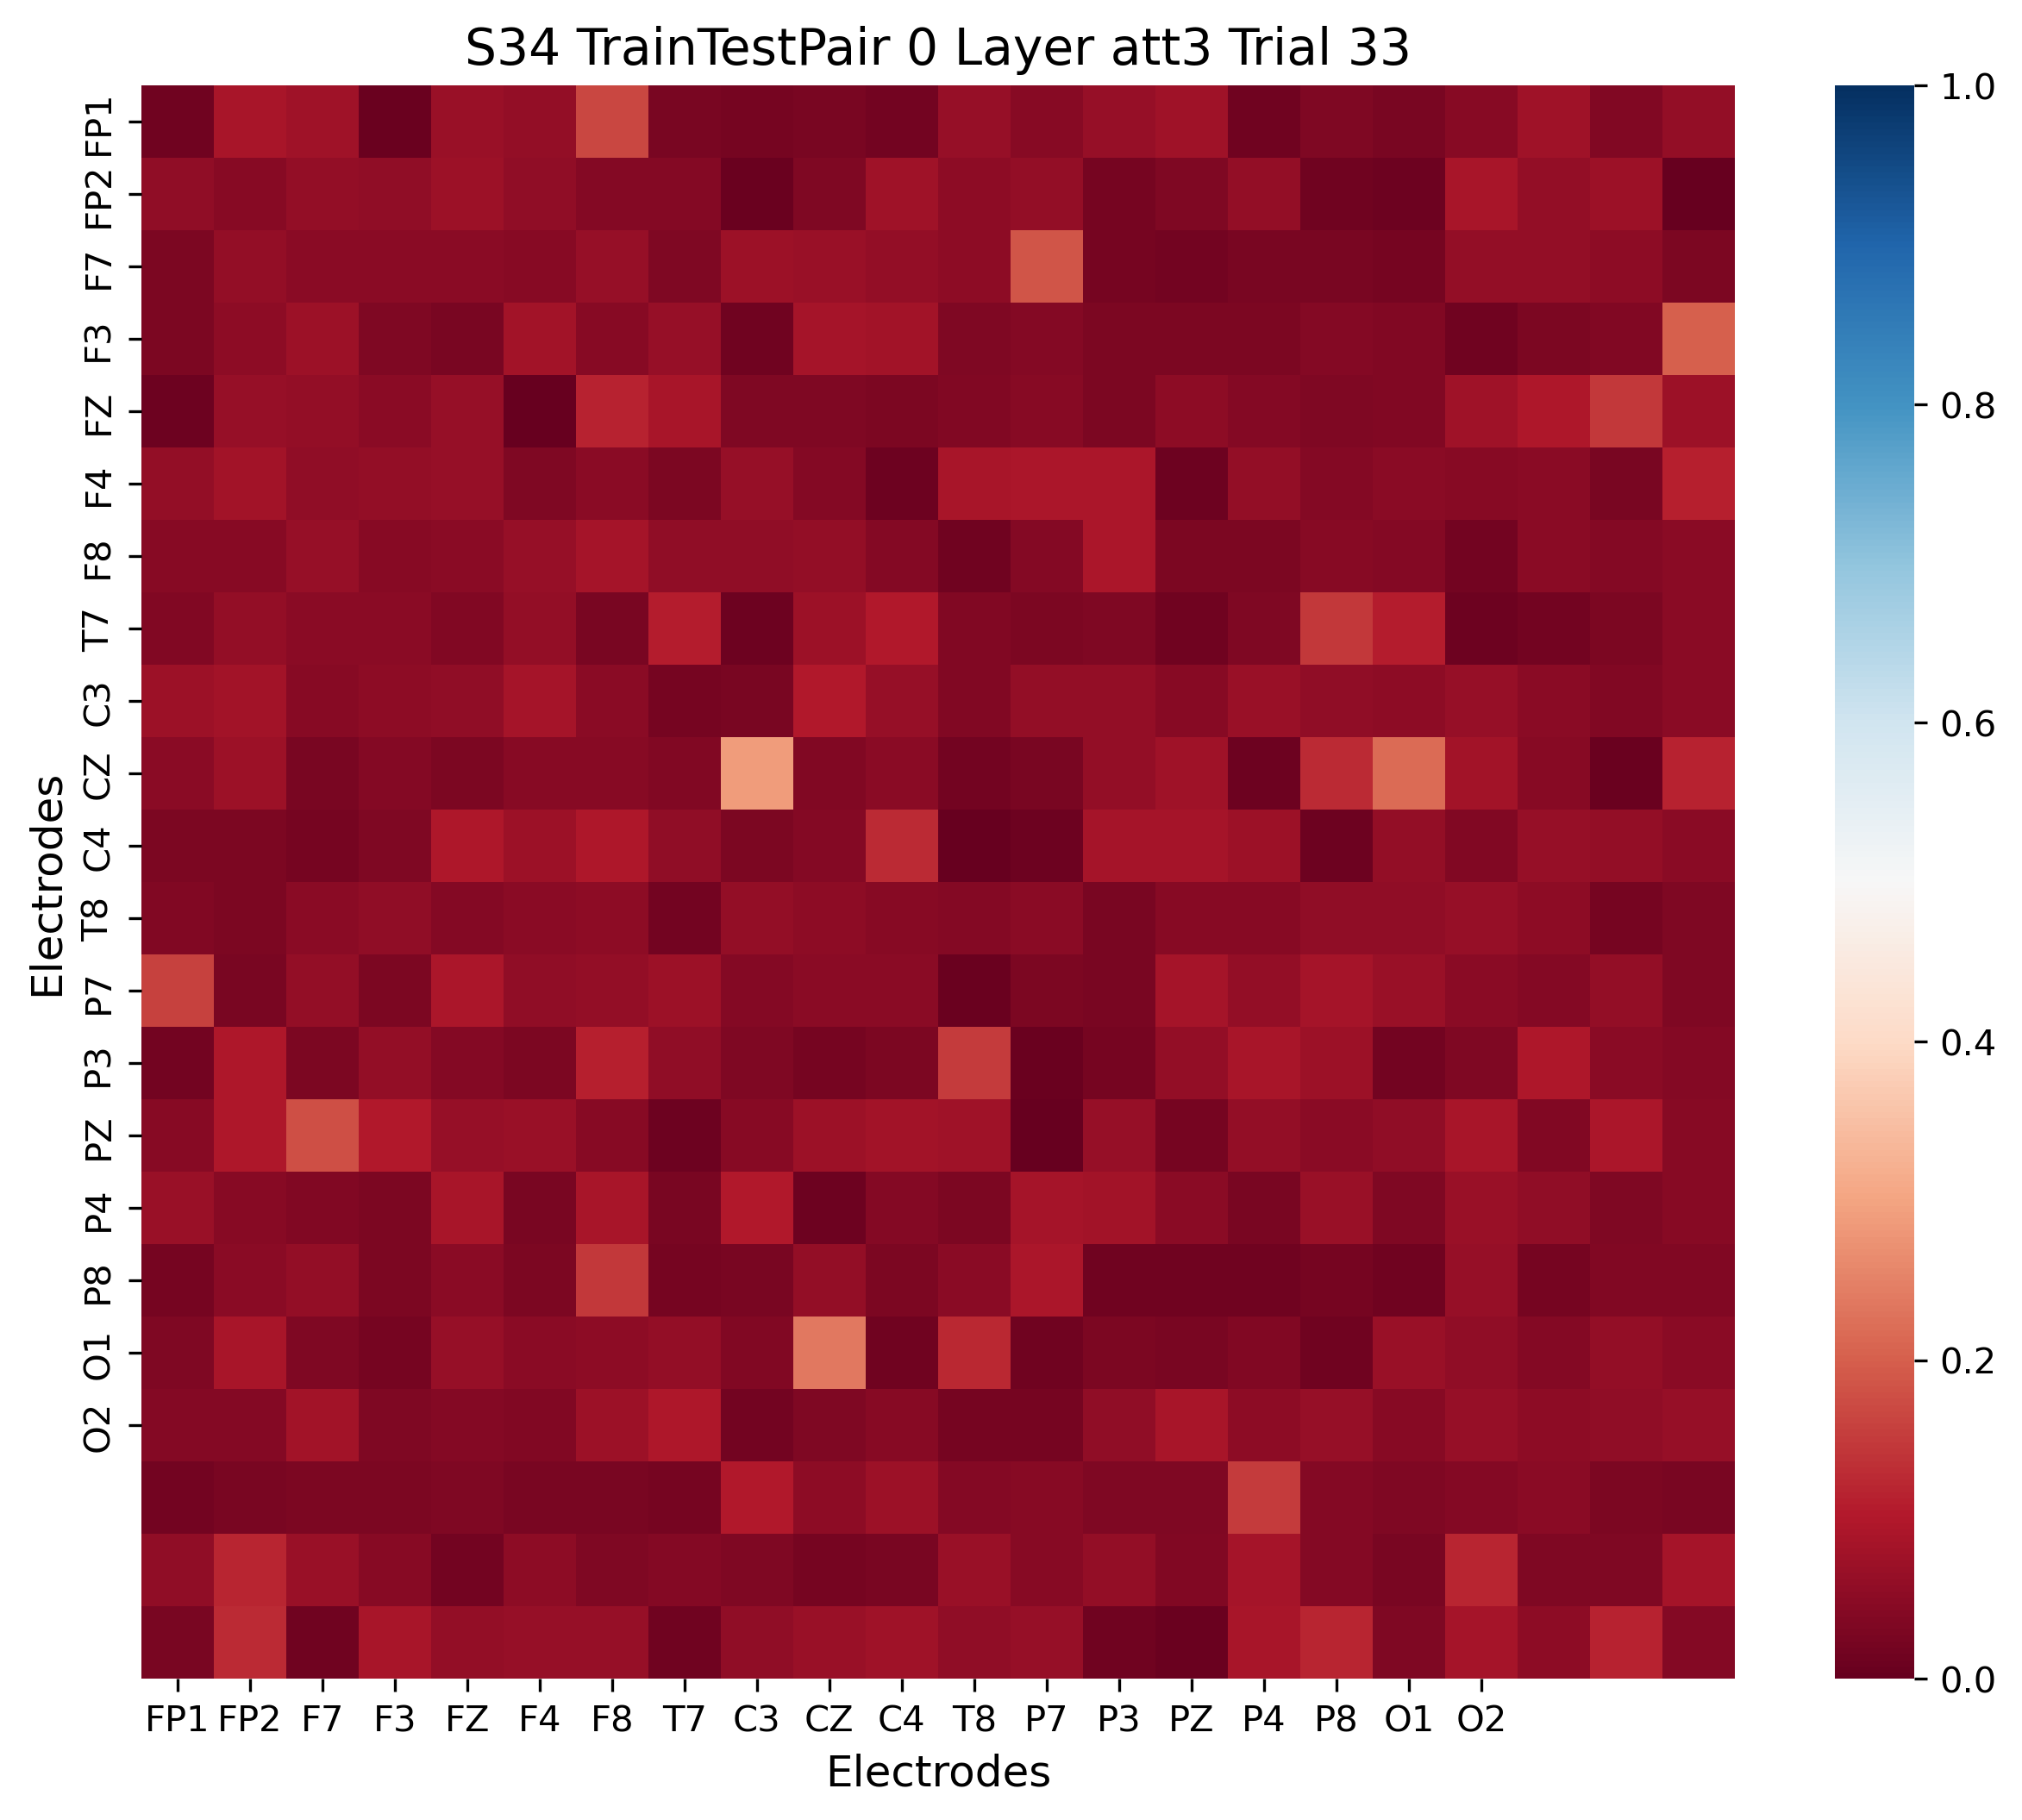 S34 TrainTestPair 0 Layer att3 Trial 33
Electrodes
FP1
FP2
F7
F3
FZ
F4
F8
T7
C3
CZ
C4
T8
P7
P3
PZ
P4
P8
O1
O2
FP1 FP2 F7 F3 FZ F4 F8 T7 C3 CZ C4 T8 P7 P3 PZ P4 P8 O1 O2
Electrodes
1.0
0.8
0.6
0.4
0.2
0.0